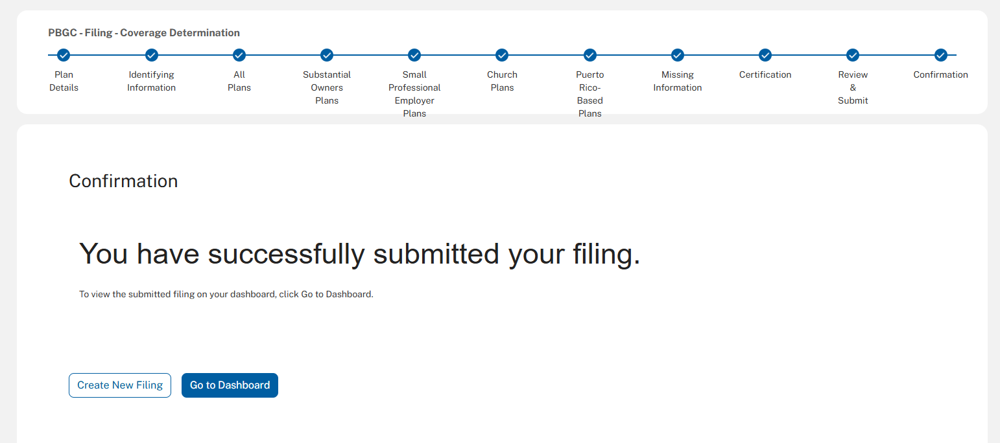 PBGC - Filing - Coverage Determination
Plan
Details
Identifying
Information
All
Plans
Substantial
Owners
Plans
Small
Professional
Employer
Plans
Church
Plans
Puerto
Rico-
Based
Plans
Missing
Information
Certification
Review
&
Submit
Confirmation
Confirmation
You have successfully submitted your filing.
To view the submitted filing on your dashboard, click Go to Dashboard.
Create New Filing
Go to Dashboard